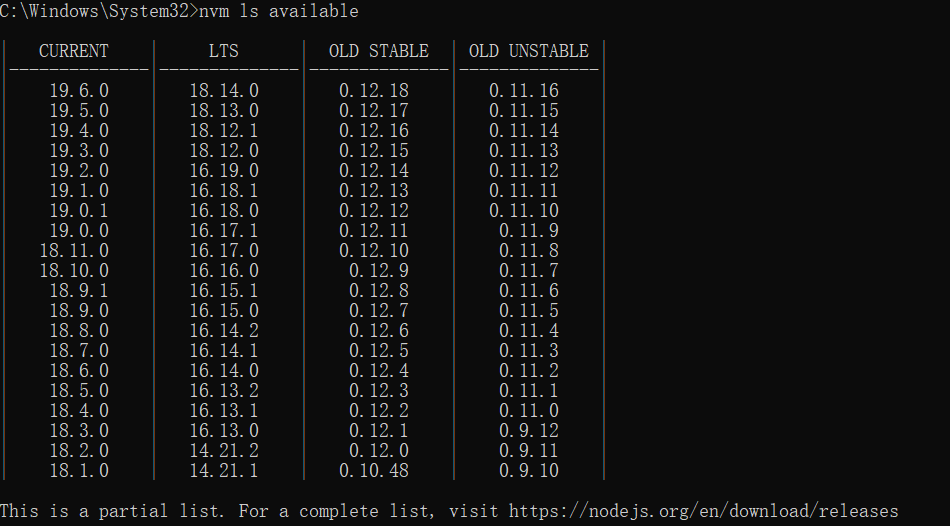 C:\Windows\System32>nvm ls available
| CURRENT | LTS | OLD STABLE | OLD UNSTABLE |
|--------------|--------------|--------------|--------------|
| 19.6.0 | 18.14.0 | 0.12.18 | 0.11.16 |
| 19.5.0 | 18.13.0 | 0.12.17 | 0.11.15 |
| 19.4.0 | 18.12.1 | 0.12.16 | 0.11.14 |
| 19.3.0 | 18.12.0 | 0.12.15 | 0.11.13 |
| 19.2.0 | 16.19.0 | 0.12.14 | 0.11.12 |
| 19.1.0 | 16.18.1 | 0.12.13 | 0.11.11 |
| 19.0.1 | 16.18.0 | 0.12.12 | 0.11.10 |
| 19.0.0 | 16.17.1 | 0.12.11 | 0.11.9 |
| 18.11.0 | 16.17.0 | 0.12.10 | 0.11.8 |
| 18.10.0 | 16.16.0 | 0.12.9 | 0.11.7 |
| 18.9.1 | 16.15.1 | 0.12.8 | 0.11.6 |
| 18.9.0 | 16.15.0 | 0.12.7 | 0.11.5 |
| 18.8.0 | 16.14.2 | 0.12.6 | 0.11.4 |
| 18.7.0 | 16.14.1 | 0.12.5 | 0.11.3 |
| 18.6.0 | 16.14.0 | 0.12.4 | 0.11.2 |
| 18.5.0 | 16.13.2 | 0.12.3 | 0.11.1 |
| 18.4.0 | 16.13.1 | 0.12.2 | 0.11.0 |
| 18.3.0 | 16.13.0 | 0.12.1 | 0.9.12 |
| 18.2.0 | 14.21.2 | 0.12.0 | 0.9.11 |
| 18.1.0 | 14.21.1 | 0.10.48 | 0.9.10 |
This is a partial list. For a complete list, visit https://nodejs.org/en/download/releases